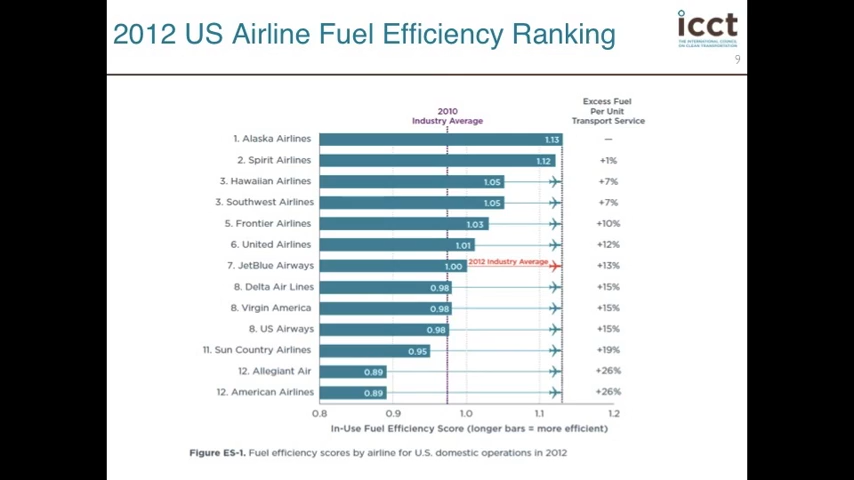 2012 US Airline Fuel Efficiency Ranking
icct
THE INTERNATIONAL COUNCIL
ON CLEAN TRANSPORTATION
9
2010
Industry Average
Excess Fuel
Per Unit
Transport Service
1. Alaska Airlines 1.13 —
2. Spirit Airlines 1.12 +1%
3. Hawaiian Airlines 1.05 +7%
3. Southwest Airlines 1.05 +7%
5. Frontier Airlines 1.03 +10%
6. United Airlines 1.01 +12%
7. JetBlue Airways 1.00 2012 Industry Average +13%
8. Delta Air Lines 0.98 +15%
8. Virgin America 0.98 +15%
8. US Airways 0.98 +15%
11. Sun Country Airlines 0.95 +19%
12. Allegiant Air 0.89 +26%
12. American Airlines 0.89 +26%
0.8 0.9 1.0 1.1 1.2
In-Use Fuel Efficiency Score (longer bars = more efficient)
Figure ES-1. Fuel efficiency scores by airline for U.S. domestic operations in 2012